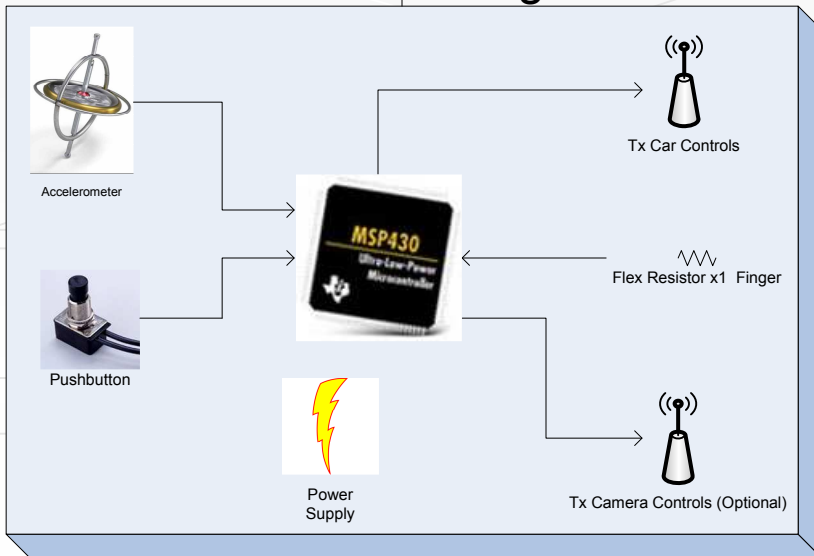 Tx Car Controls
Accelerometer
MSP430
Ultra-Low-Power
Microcontroller
Flex Resistor x1 Finger
Pushbutton
Power
Supply
Tx Camera Controls (Optional)